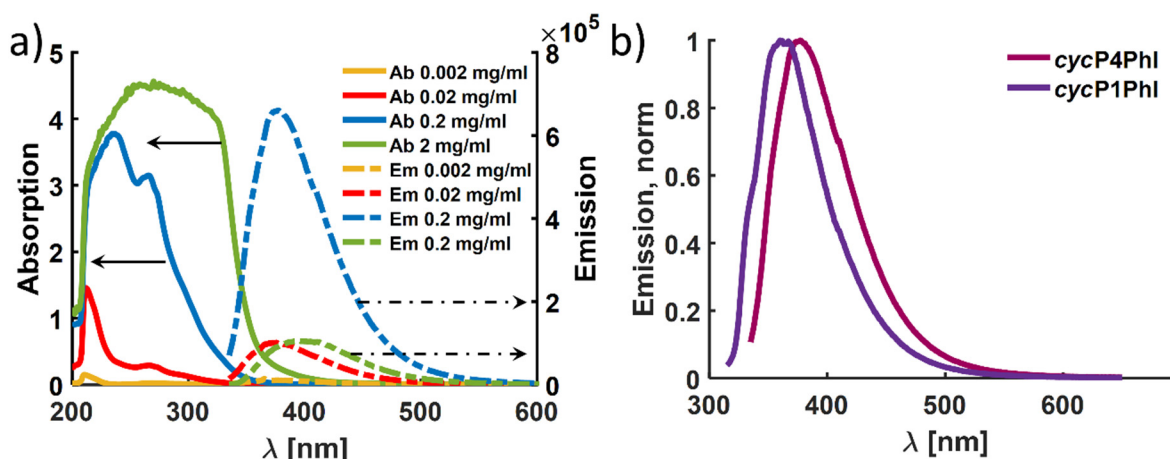 a)
×10⁵
5
4
3
2
1
0
Absorption
200
300
400
500
600
λ [nm]
8
6
4
2
0
Emission
Ab 0.002 mg/ml
Ab 0.02 mg/ml
Ab 0.2 mg/ml
Ab 2 mg/ml
Em 0.002 mg/ml
Em 0.02 mg/ml
Em 0.2 mg/ml
Em 0.2 mg/ml
b)
1
0.8
0.6
0.4
0.2
0
Emission, norm
300
400
500
600
λ [nm]
cycP4PhI
cycP1PhI